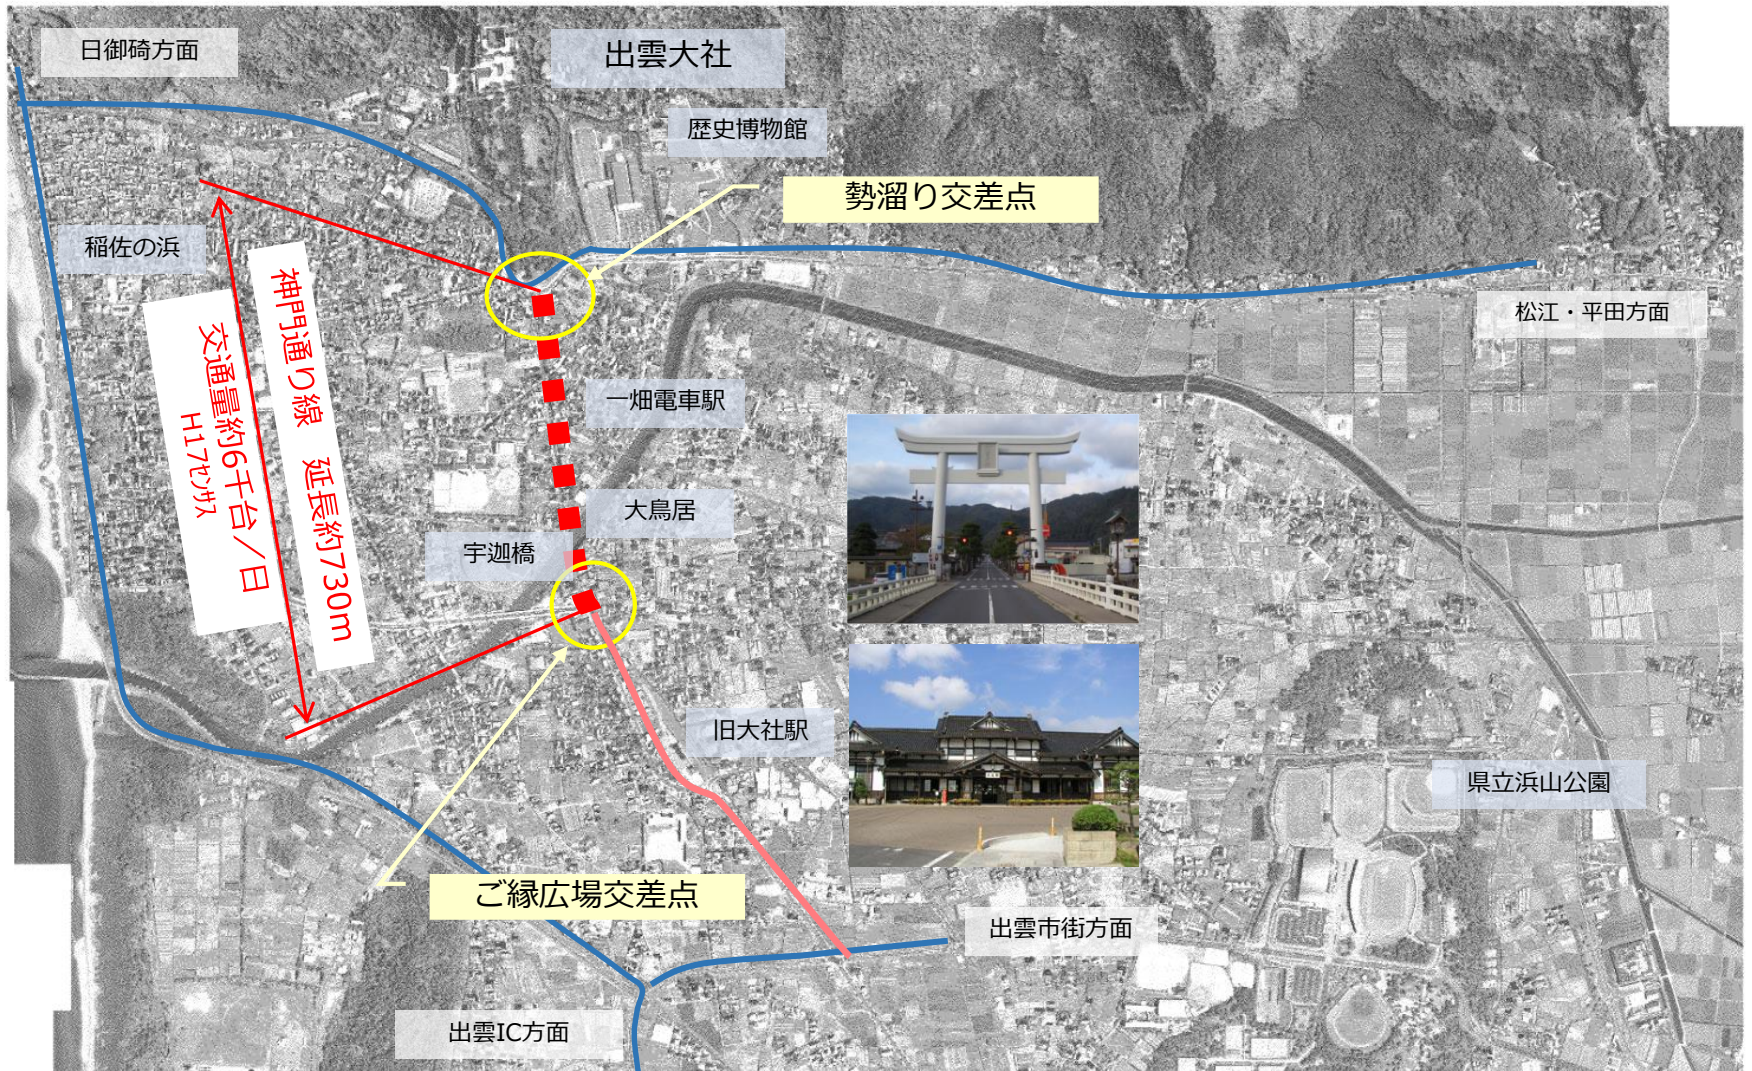 日御碕方面
出雲大社
歴史博物館
勢溜り交差点
稲佐の浜
松江・平田方面
神門通り線　延長約730m
交通量約6千台／日
H17ｾﾝｻｽ
一畑電車駅
大鳥居
宇迦橋
旧大社駅
県立浜山公園
ご縁広場交差点
出雲市街方面
出雲IC方面